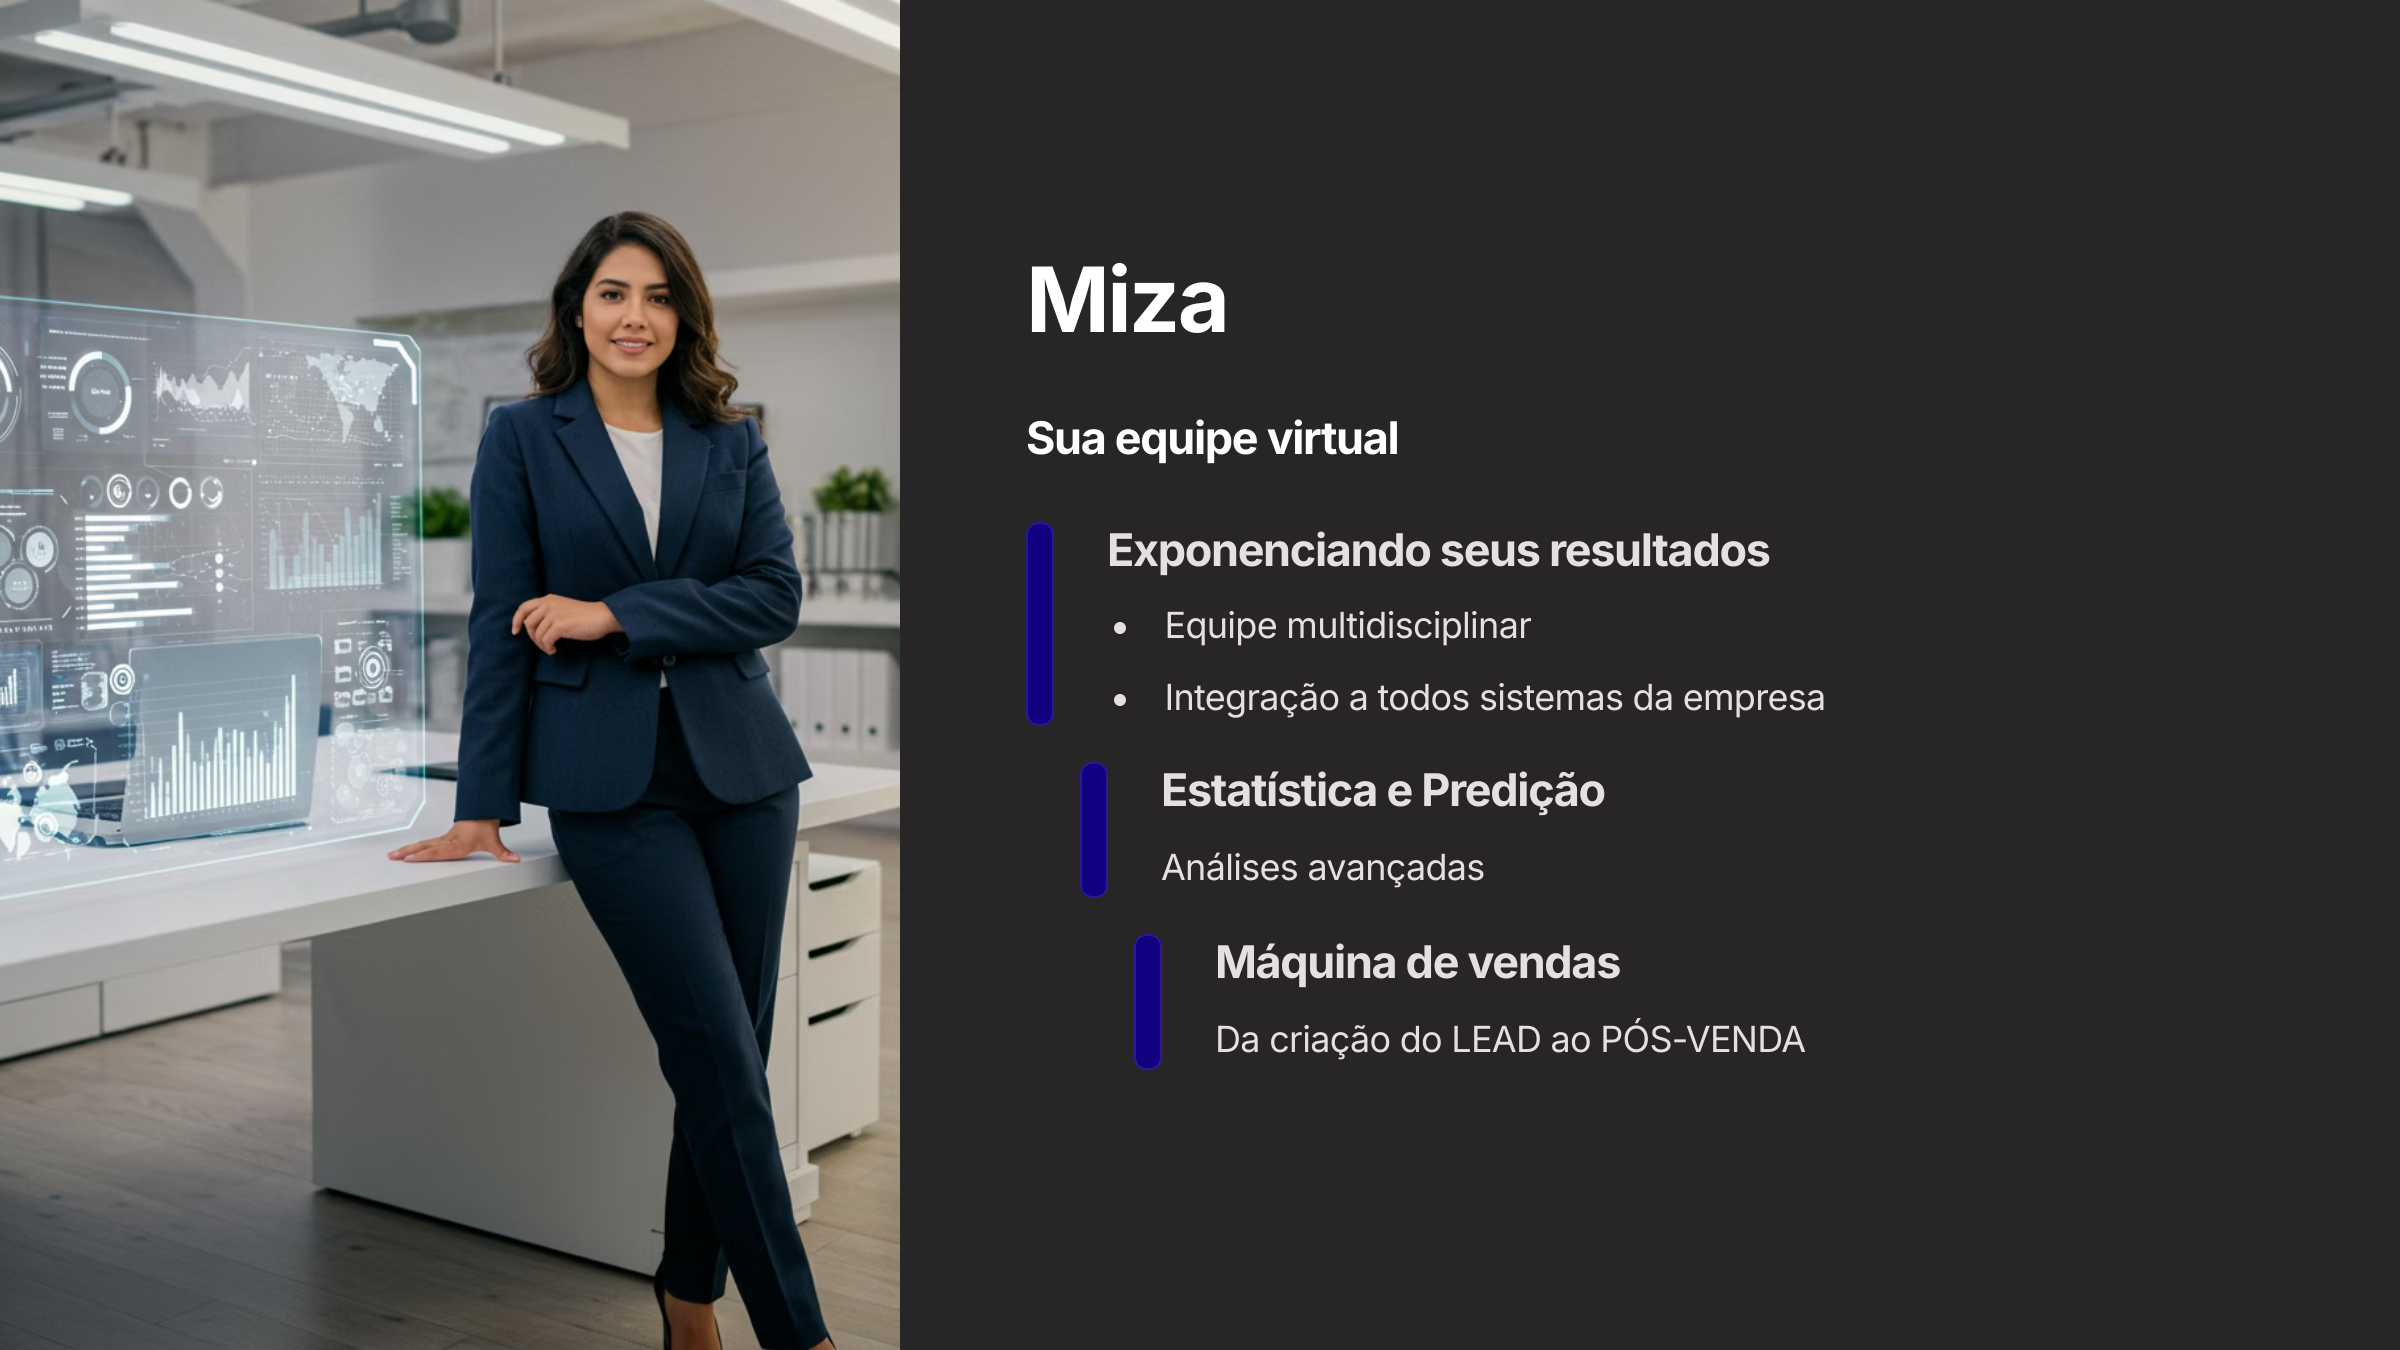 Miza
Sua equipe virtual
Exponenciando seus resultados
Equipe multidisciplinar
Integração a todos sistemas da empresa
Estatística e Predição
Análises avançadas
Máquina de vendas
Da criação do LEAD ao PÓS-VENDA